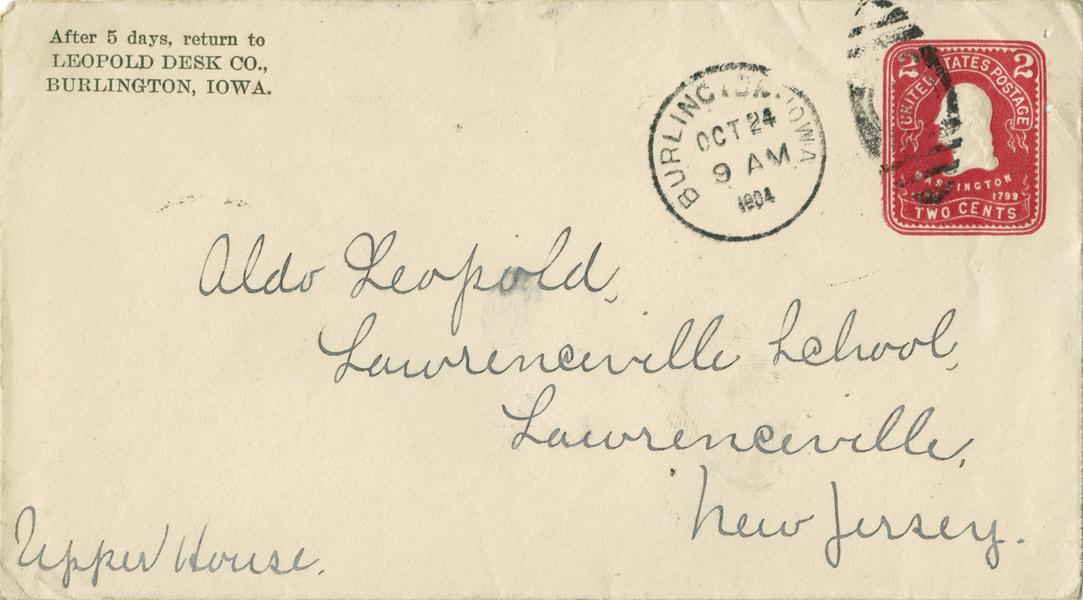 After 5 days, return to
LEOPOLD DESK CO.,
BURLINGTON, IOWA.
BURLINGTON, IOWA
OCT 24
9 AM
1904
2 2
UNITED STATES POSTAGE
WASHINGTON
1799
TWO CENTS
Aldo Leopold,
Lawrenceville School,
Lawrenceville,
New Jersey.
Upper House.